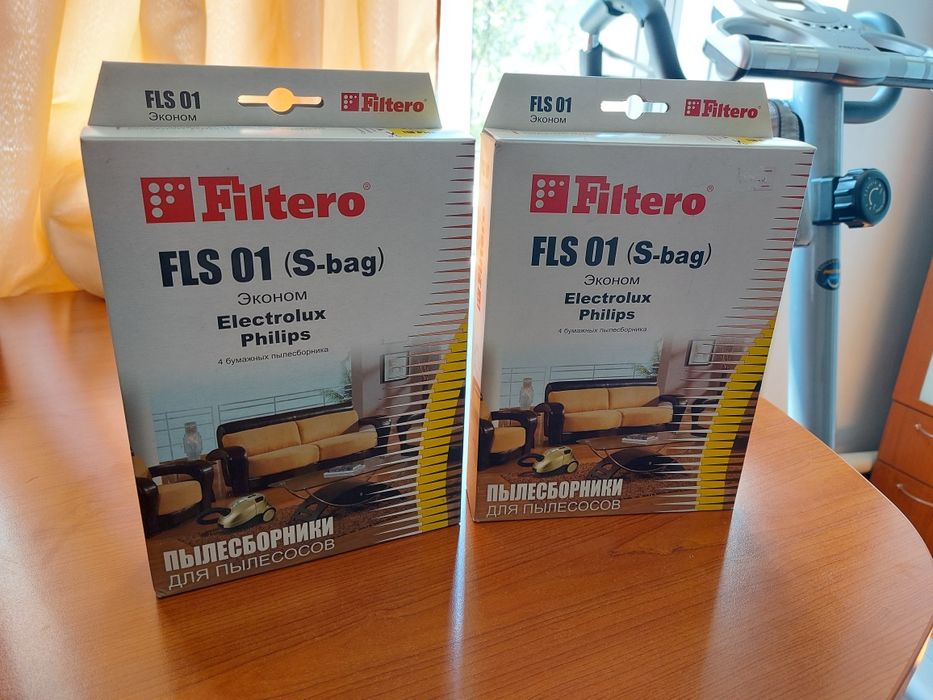 FLS 01
Эконом
Filtero®
Filtero®
FLS 01 (S-bag)
Эконом
Electrolux
Philips
4 бумажных пылесборника
ПЫЛЕСБОРНИКИ
ДЛЯ ПЫЛЕСОСОВ
FLS 01
Эконом
Filtero®
Filtero®
FLS 01 (S-bag)
Эконом
Electrolux
Philips
4 бумажных пылесборника
ПЫЛЕСБОРНИКИ
ДЛЯ ПЫЛЕСОСОВ